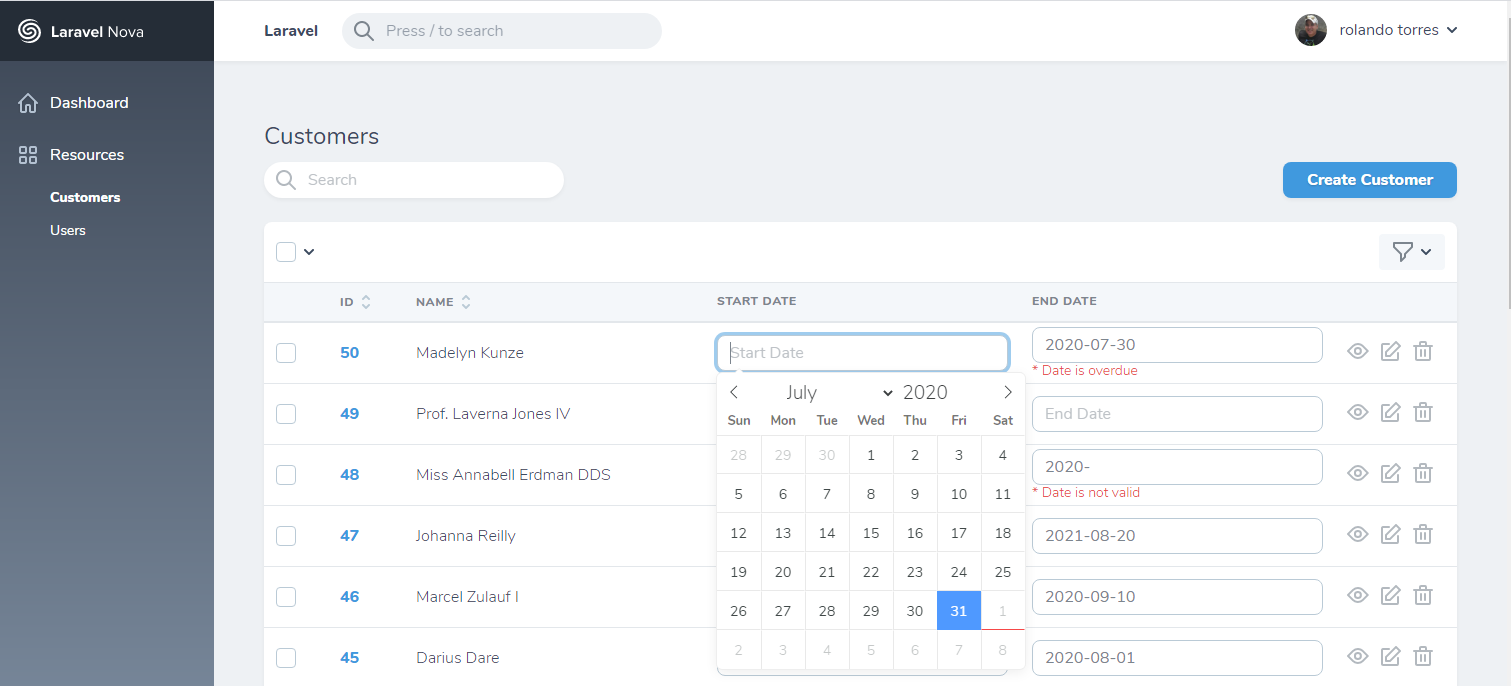 Laravel Nova
Laravel
Press / to search
rolando torres
Dashboard
Resources
Customers
Users
Customers
Search
Create Customer
ID NAME START DATE END DATE
50 Madelyn Kunze Start Date 2020-07-30
* Date is overdue
49 Prof. Laverna Jones IV End Date
48 Miss Annabell Erdman DDS 2020-
* Date is not valid
47 Johanna Reilly 2021-08-20
46 Marcel Zulauf I 2020-09-10
45 Darius Dare 2020-08-01
July 2020
Sun Mon Tue Wed Thu Fri Sat
28 29 30 1 2 3 4
5 6 7 8 9 10 11
12 13 14 15 16 17 18
19 20 21 22 23 24 25
26 27 28 29 30 31 1
2 3 4 5 6 7 8